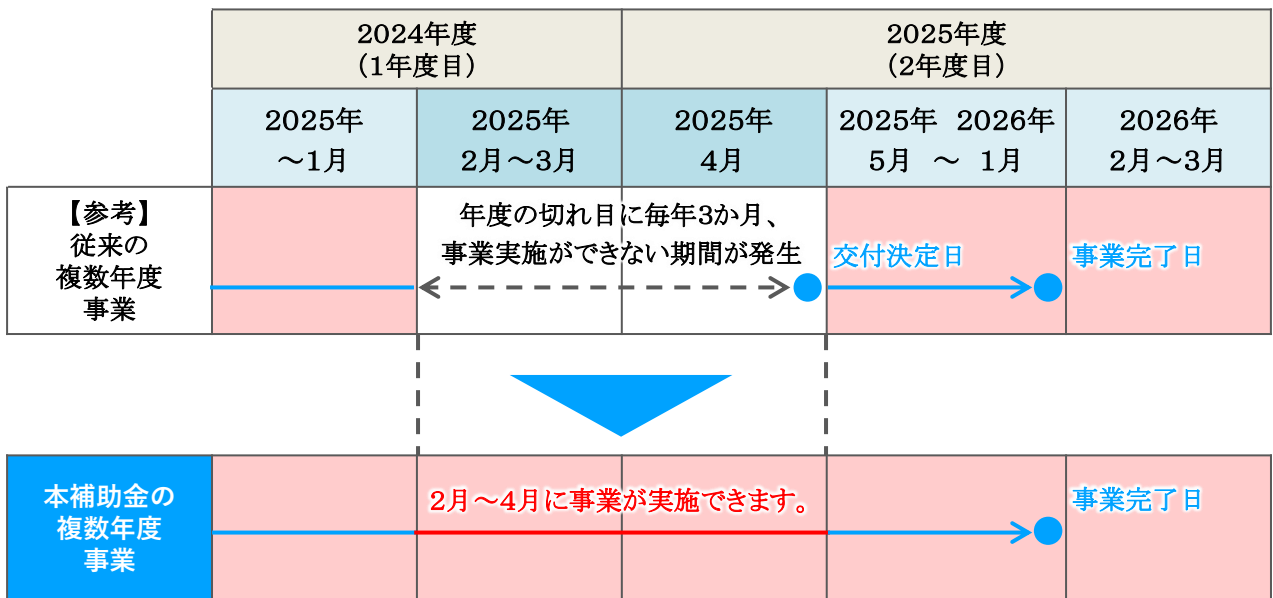 2024年度
（1年度目）
2025年度
（2年度目）
2025年
～1月
2025年
2月～3月
2025年
4月
2025年 2026年
5月 ～ 1月
2026年
2月～3月
【参考】
従来の
複数年度
事業
年度の切れ目に毎年3か月、
事業実施ができない期間が発生
交付決定日
事業完了日
本補助金の
複数年度
事業
2月～4月に事業が実施できます。
事業完了日